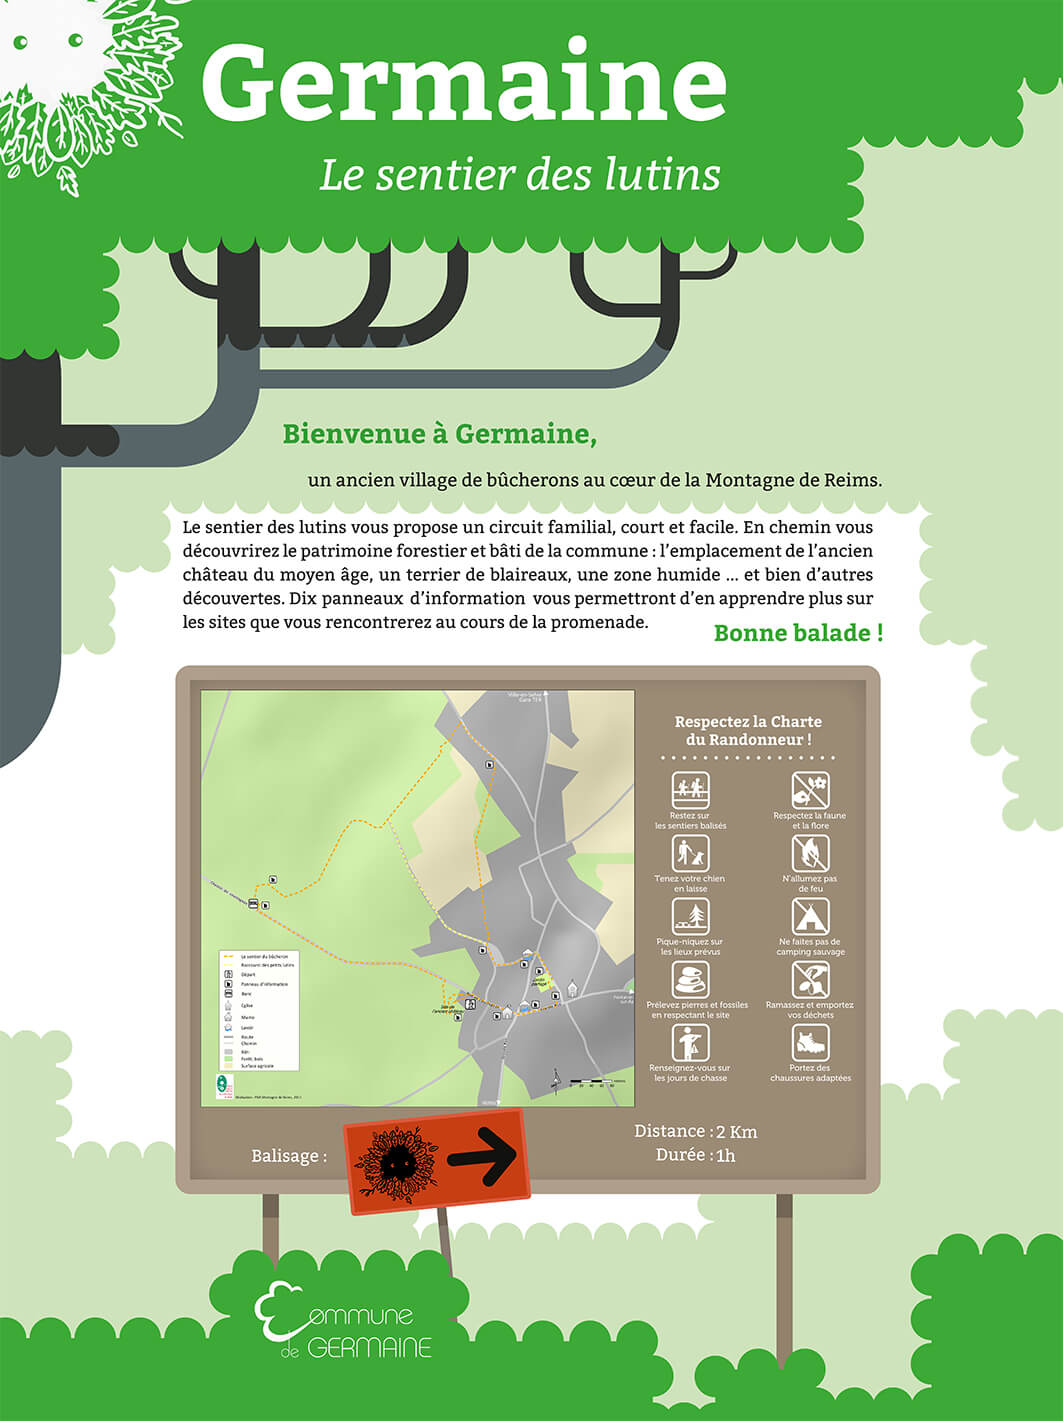 Germaine
Le sentier des lutins
Bienvenue à Germaine,
un ancien village de bûcherons au cœur de la Montagne de Reims.
Le sentier des lutins vous propose un circuit familial, court et facile. En chemin vous
découvrirez le patrimoine forestier et bâti de la commune : l'emplacement de l'ancien
château du moyen âge, un terrier de blaireaux, une zone humide ... et bien d'autres
découvertes. Dix panneaux d'information vous permettront d'en apprendre plus sur
les sites que vous rencontrerez au cours de la promenade.
Bonne balade !
Respectez la Charte
du Randonneur !
Restez sur
les sentiers balisés
Respectez la faune
et la flore
Tenez votre chien
en laisse
N'allumez pas
de feu
Pique-niquez sur
les lieux prévus
Ne faites pas de
camping sauvage
Prélevez pierres et fossiles
en respectant le site
Ramassez et emportez
vos déchets
Renseignez-vous sur
les jours de chasse
Portez des
chaussures adaptées
Le sentier du bûcheron
Raccourci des petits lutins
Départ
Panneau d'information
Banc
Eglise
Mairie
Lavoir
Route
Chemin
Bâti
Forêt, bois
Surface agricole
Distance : 2 Km
Durée : 1h
Balisage :
Commune
de GERMAINE